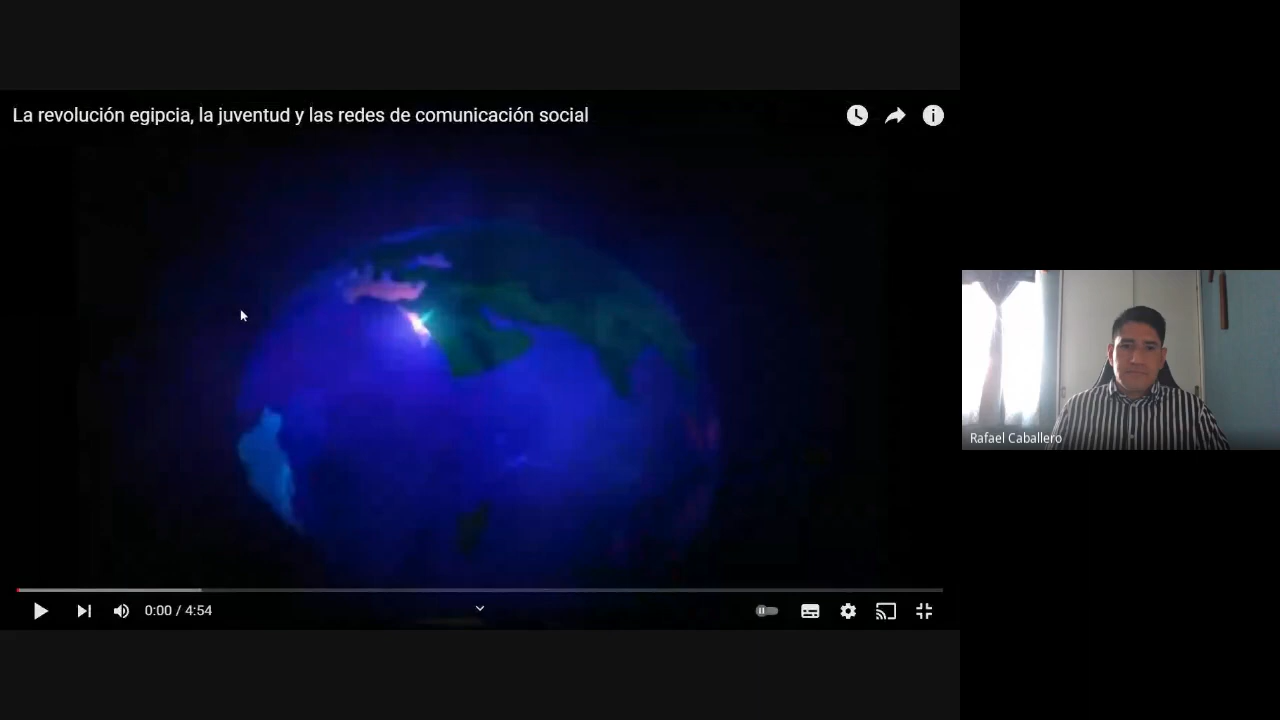 La revolución egipcia, la juventud y las redes de comunicación social
0:00 / 4:54
Rafael Caballero